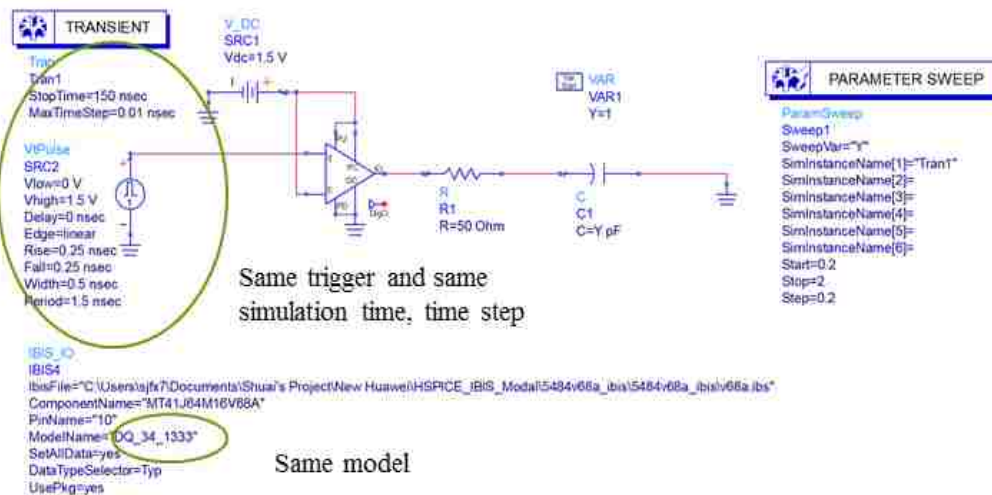 TRANSIENT
Tran
Tran1
StopTime=150 nsec
MaxTimeStep=0.01 nsec
V_DC
SRC1
Vdc=1.5 V
VAR
VAR1
Y=1
PARAMETER SWEEP
ParamSweep
Sweep1
SweepVar="Y"
SimInstanceName[1]="Tran1"
SimInstanceName[2]=
SimInstanceName[3]=
SimInstanceName[4]=
SimInstanceName[5]=
SimInstanceName[6]=
Start=0.2
Stop=2
Step=0.2
VtPulse
SRC2
Vlow=0 V
Vhigh=1.5 V
Delay=0 nsec
Edge=linear
Rise=0.25 nsec
Fall=0.25 nsec
Width=0.5 nsec
Period=1.5 nsec
R
R1
R=50 Ohm
C
C1
C=Y pF
Same trigger and same
simulation time, time step
IBIS_IO
IBIS4
IbisFile="C:\Users\sjfx7\Documents\Shuai's Project\New Huawei\HSPICE_IBIS_Modal\5484v68a_ibis\5484v68a_ibis\v68a.ibs"
ComponentName="MT41J64M16V68A"
PinName="10"
ModelName="DQ_34_1333"
SetAllData=yes
DataTypeSelector=Typ
UsePkg=yes
Same model